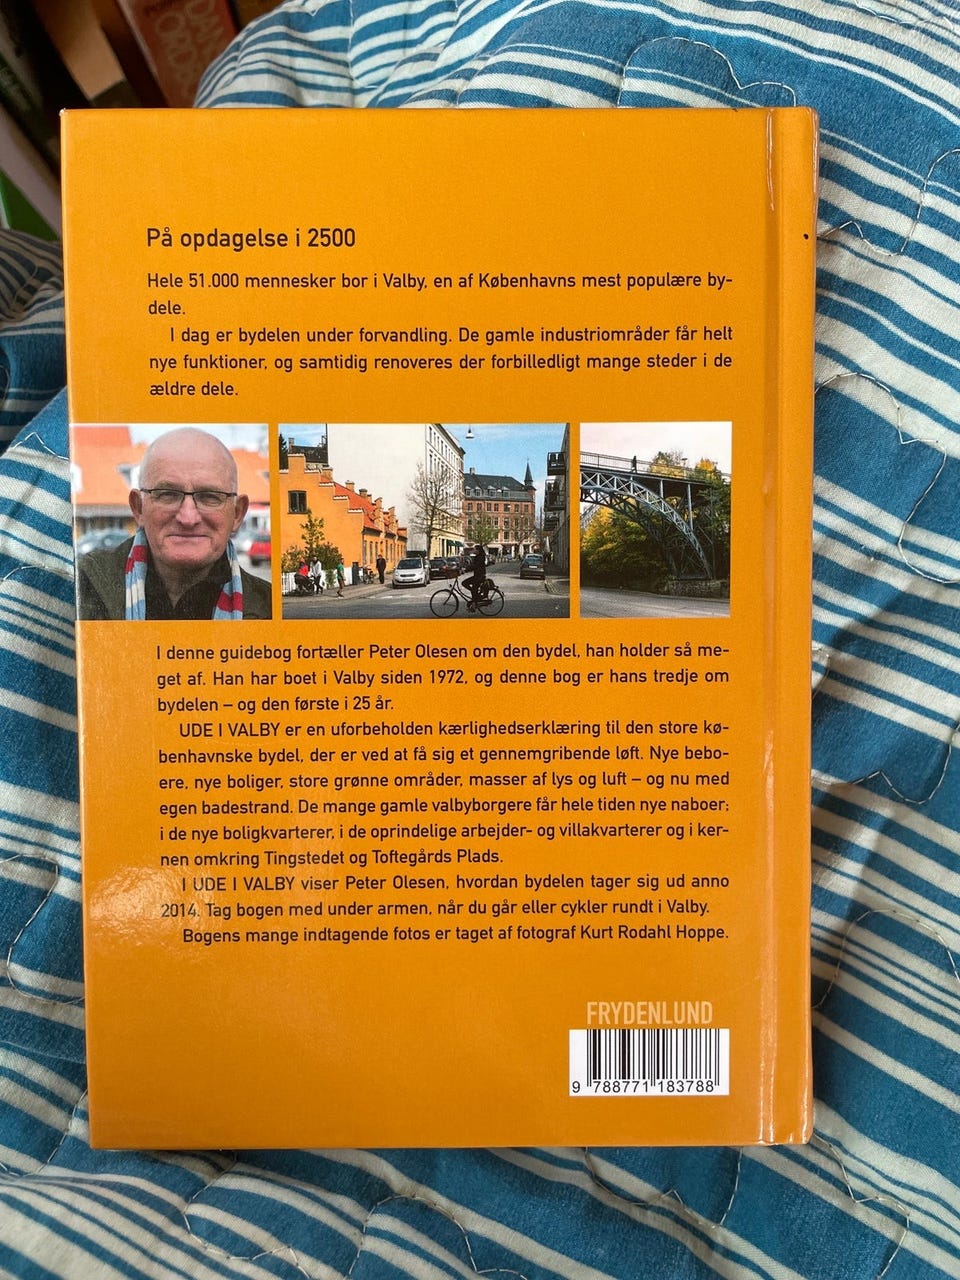 DAN
ORDBO
På opdagelse i 2500
Hele 51.000 mennesker bor i Valby, en af Københavns mest populære by-
dele.
I dag er bydelen under forvandling. De gamle industriområder får helt
nye funktioner, og samtidig renoveres der forbilledligt mange steder i de
ældre dele.
I denne guidebog fortæller Peter Olesen om den bydel, han holder så me-
get af. Han har boet i Valby siden 1972, og denne bog er hans tredje om
bydelen – og den første i 25 år.
UDE I VALBY er en uforbeholden kærlighedserklæring til den store kø-
benhavnske bydel, der er ved at få sig et gennemgribende løft. Nye bebo-
ere, nye boliger, store grønne områder, masser af lys og luft – og nu med
egen badestrand. De mange gamle valbyborgere får hele tiden nye naboer;
i de nye boligkvarterer, i de oprindelige arbejder- og villakvarterer og i ker-
nen omkring Tingstedet og Toftegårds Plads.
I UDE I VALBY viser Peter Olesen, hvordan bydelen tager sig ud anno
2014. Tag bogen med under armen, når du går eller cykler rundt i Valby.
Bogens mange indtagende fotos er taget af fotograf Kurt Rodahl Hoppe.
FRYDENLUND
9 788771 183788